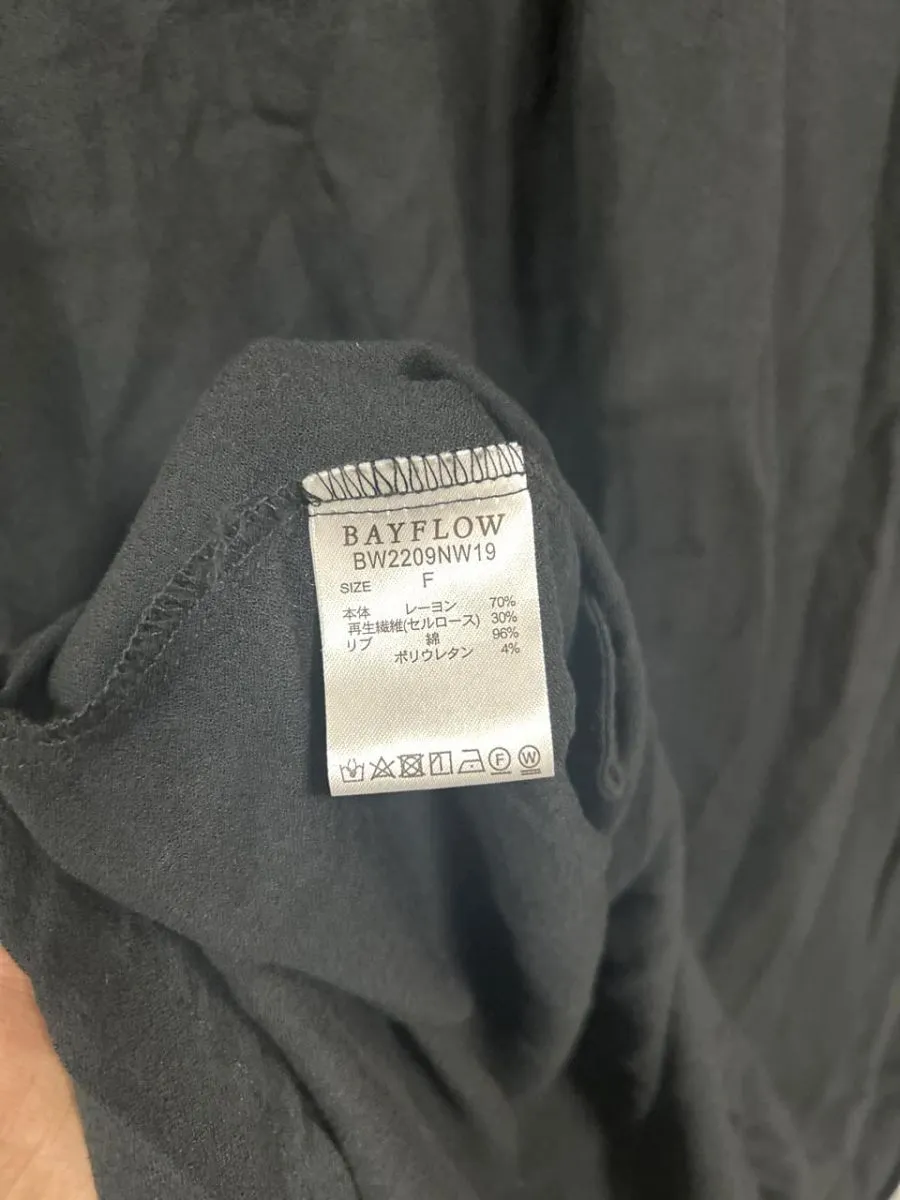 BAYFLOW
BW2209NW19
SIZE F
本体 レーヨン 70%
再生繊維(セルロース) 30%
リブ 綿 96%
ポリウレタン 4%
F W